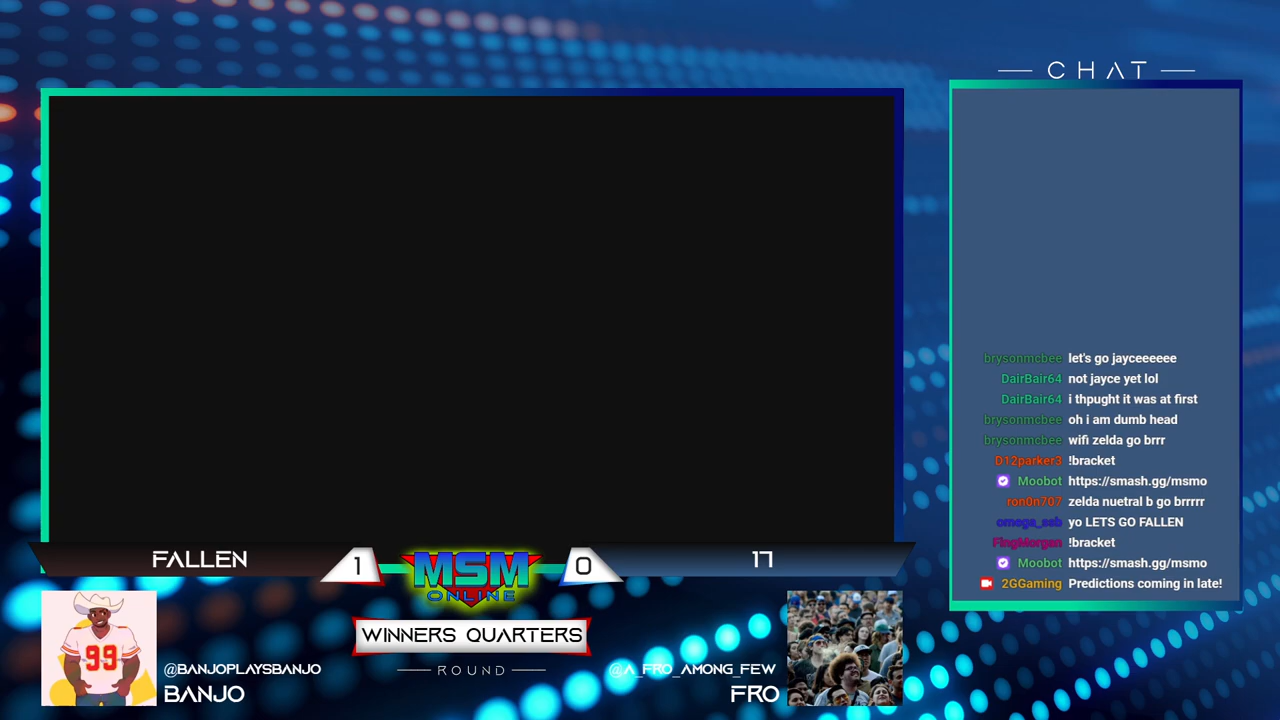 CHAT
brysonmcbee let's go jayceeeeee
DairBair64 not jayce yet lol
DairBair64 i thpught it was at first
brysonmcbee oh i am dumb head
brysonmcbee wifi zelda go brrr
D12parker3 !bracket
Moobot https://smash.gg/msmo
ron0n707 zelda nuetral b go brrrrr
omega_ssb yo LETS GO FALLEN
FingMorgan !bracket
Moobot https://smash.gg/msmo
2GGaming Predictions coming in late!
FALLEN 1 MSM 0 17
ONLINE
WINNERS QUARTERS
ROUND
99
@BANJOPLAYSBANJO
BANJO
@A_FRO_AMONG_FEW
FRO